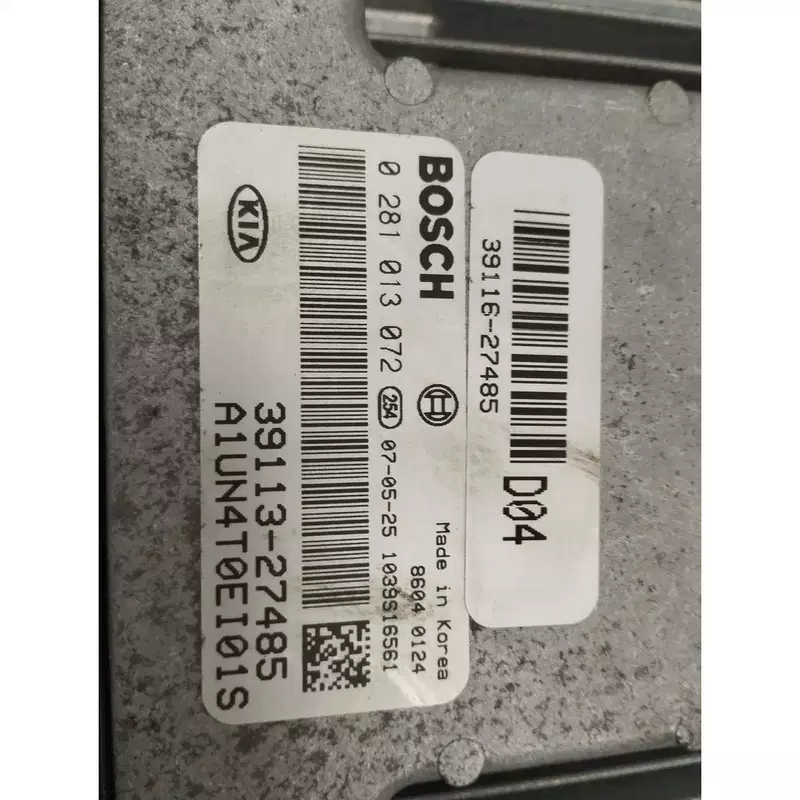 BOSCH
0 281 013 072 254 07-05-25 1039S16561
Made in Korea
8604 0124
KIA
39113-27485
A1UN4T0EI01S
39116-27485
D04